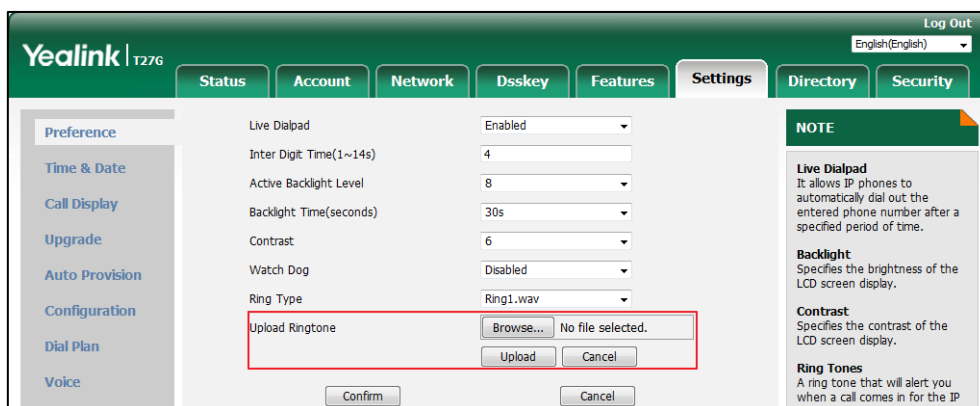 Log Out
Yealink T27G
English(English)
Status Account Network Dsskey Features Settings Directory Security
Preference
Time & Date
Call Display
Upgrade
Auto Provision
Configuration
Dial Plan
Voice
Live Dialpad Enabled
Inter Digit Time(1~14s) 4
Active Backlight Level 8
Backlight Time(seconds) 30s
Contrast 6
Watch Dog Disabled
Ring Type Ring1.wav
Upload Ringtone Browse... No file selected.
Upload Cancel
Confirm Cancel
NOTE
Live Dialpad
It allows IP phones to
automatically dial out the
entered phone number after a
specified period of time.
Backlight
Specifies the brightness of the
LCD screen display.
Contrast
Specifies the contrast of the
LCD screen display.
Ring Tones
A ring tone that will alert you
when a call comes in for the IP